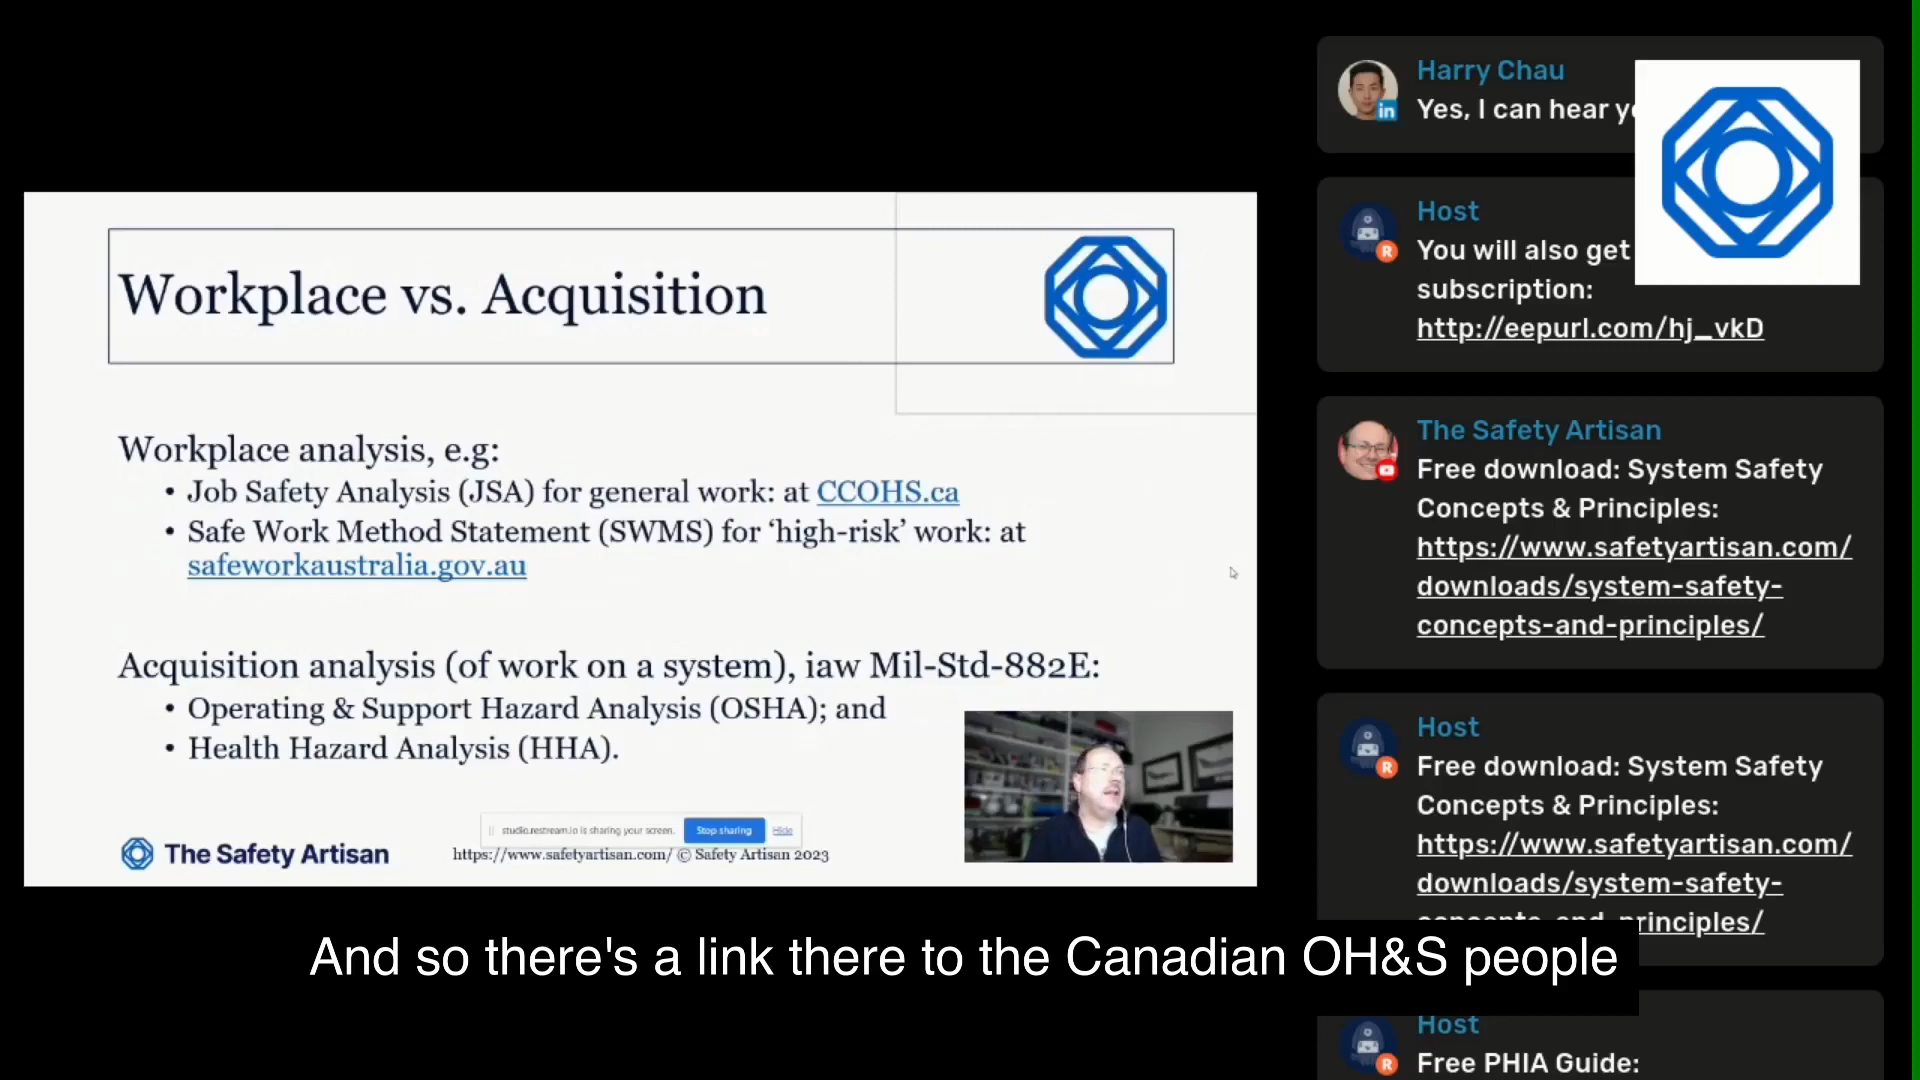 Workplace vs. Acquisition
Workplace analysis, e.g:
• Job Safety Analysis (JSA) for general work: at CCOHS.ca
• Safe Work Method Statement (SWMS) for ‘high-risk’ work: at
safeworkaustralia.gov.au
Acquisition analysis (of work on a system), iaw Mil-Std-882E:
• Operating & Support Hazard Analysis (OSHA); and
• Health Hazard Analysis (HHA).
studio.restream.io is sharing your screen.
Stop sharing
Hide
The Safety Artisan
https://www.safetyartisan.com/ © Safety Artisan 2023
And so there's a link there to the Canadian OH&S people
Harry Chau
in
Yes, I can hear
Host
R
You will also get
subscription:
http://eepurl.com/hj_vkD
The Safety Artisan
Free download: System Safety
Concepts & Principles:
https://www.safetyartisan.com/
downloads/system-safety-
concepts-and-principles/
Host
R
Free download: System Safety
Concepts & Principles:
https://www.safetyartisan.com/
downloads/system-safety-
concepts-and-principles/
Host
R
Free PHIA Guide: